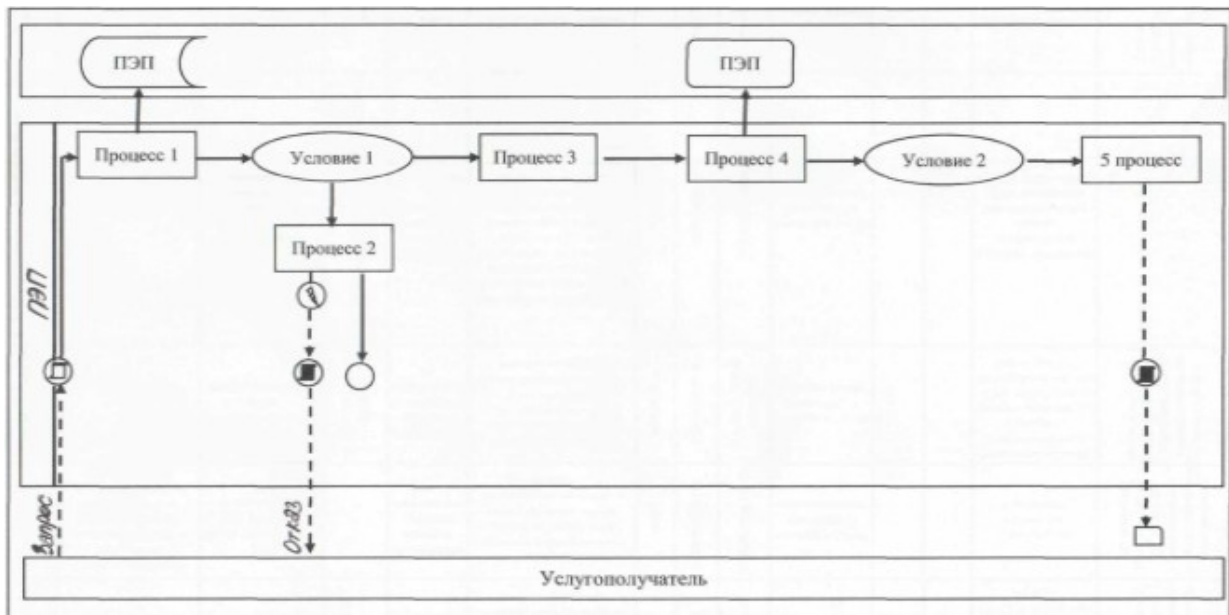 ПЭП
ПЭП
Процесс 1
Условие 1
Процесс 3
Процесс 4
Условие 2
5 процесс
Процесс 2
ПЭП
Запрос
Отказ
Услугополучатель